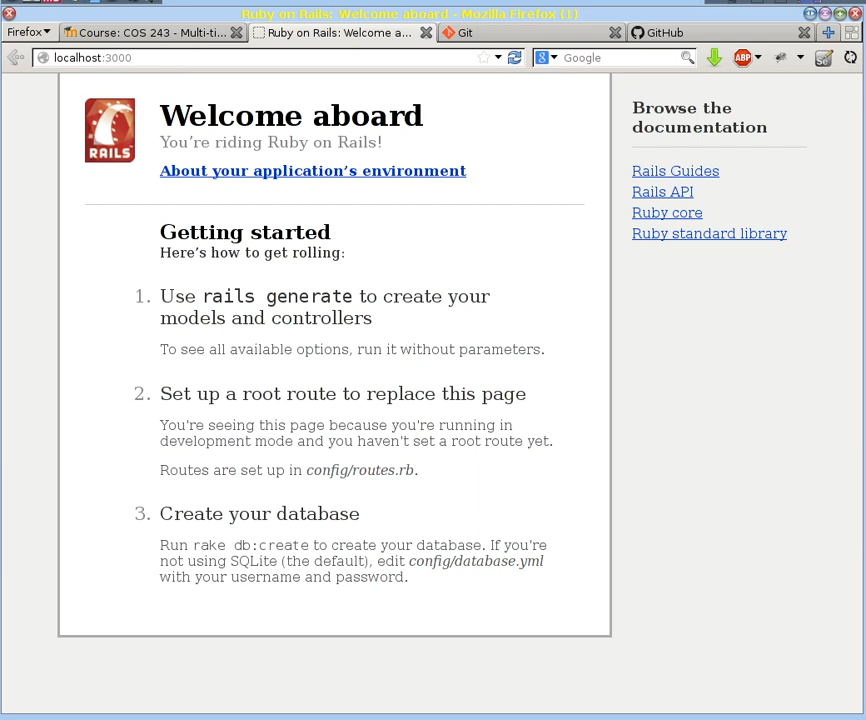 Ruby on Rails: Welcome aboard - Mozilla Firefox (1)
Firefox
Course: COS 243 - Multi-ti...
Ruby on Rails: Welcome a...
Git
GitHub
localhost:3000
Google
ABP
RAILS
Welcome aboard
You’re riding Ruby on Rails!
About your application’s environment
Getting started
Here’s how to get rolling:
1. Use rails generate to create your
models and controllers
To see all available options, run it without parameters.
2. Set up a root route to replace this page
You're seeing this page because you're running in
development mode and you haven't set a root route yet.
Routes are set up in config/routes.rb.
3. Create your database
Run rake db:create to create your database. If you're
not using SQLite (the default), edit config/database.yml
with your username and password.
Browse the
documentation
Rails Guides
Rails API
Ruby core
Ruby standard library